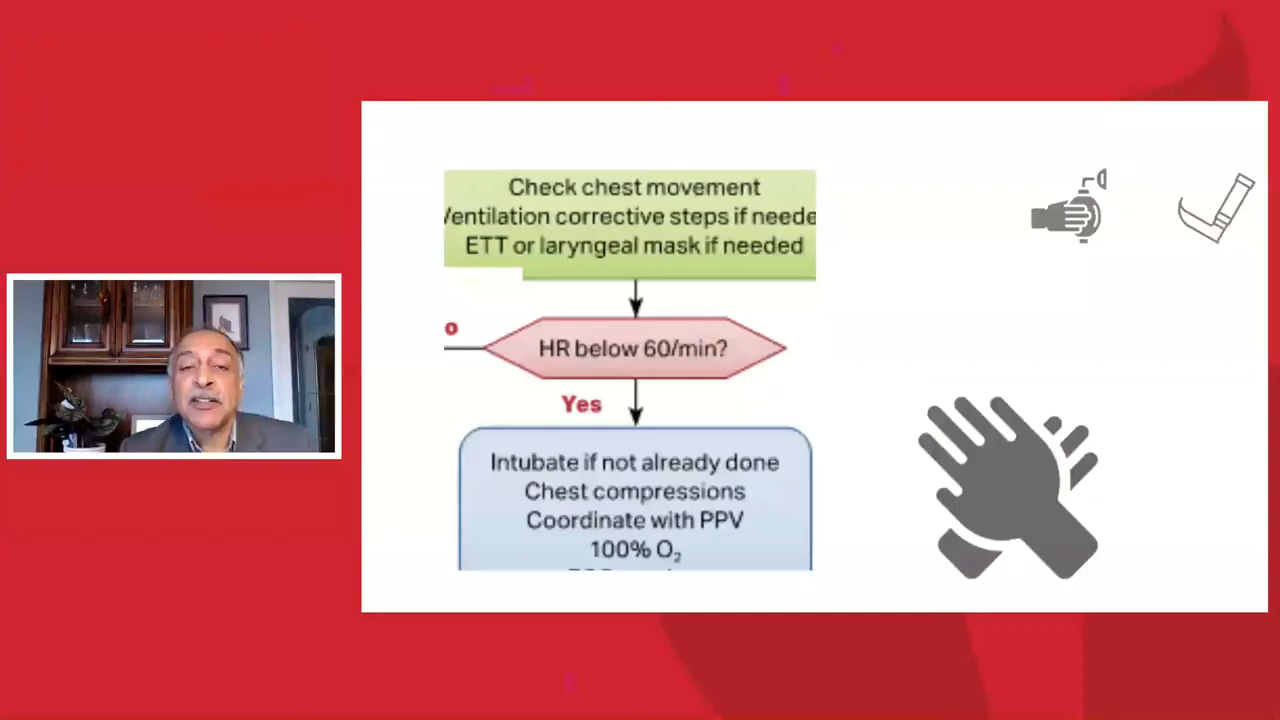 Check chest movement
Ventilation corrective steps if neede
ETT or laryngeal mask if needed
o
HR below 60/min?
Yes
Intubate if not already done
Chest compressions
Coordinate with PPV
100% O₂